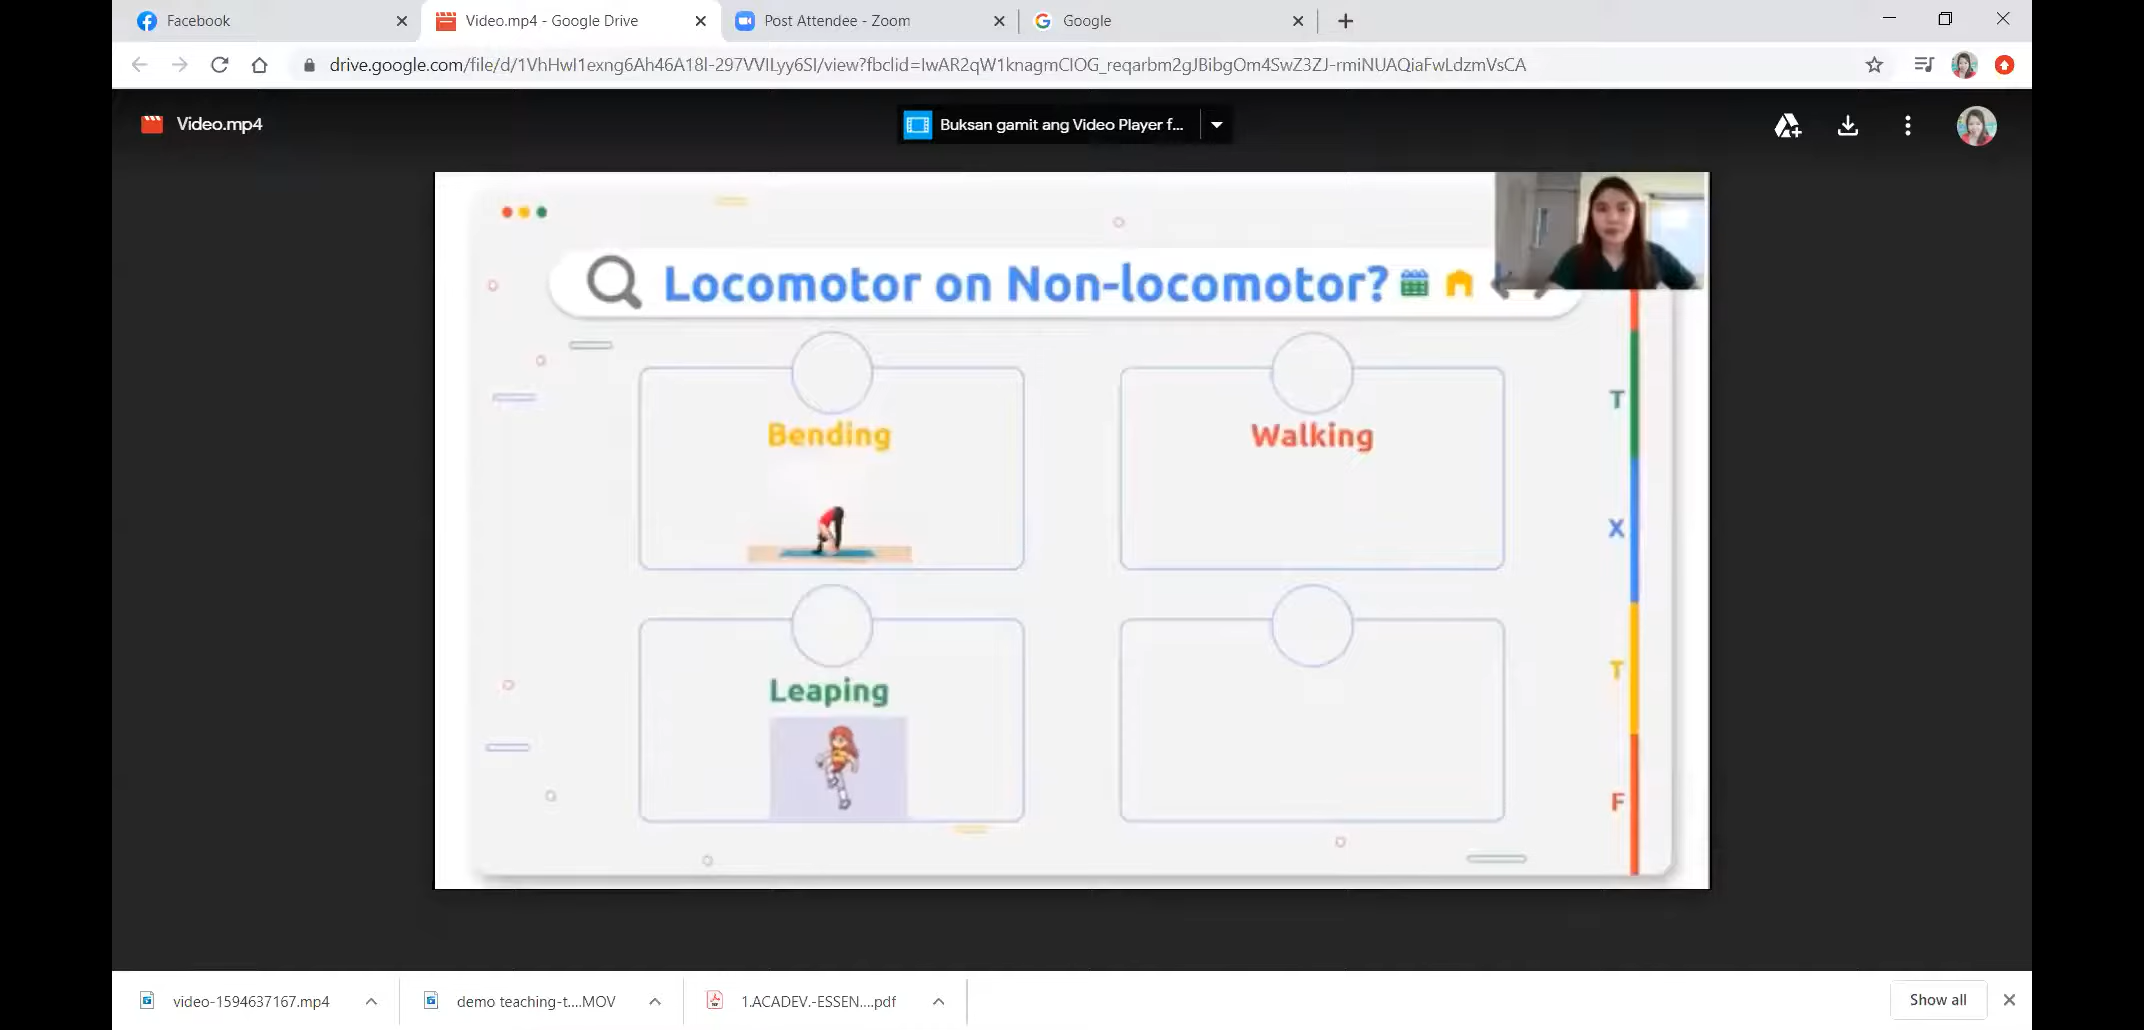 Facebook
Video.mp4 - Google Drive
Post Attendee - Zoom
Google
drive.google.com/file/d/1VhHwI1exng6Ah46A18l-297VVILyy6SI/view?fbclid=IwAR2qW1knagmCIOG_reqarbm2gJBibgOm4SwZ3ZJ-rmiNUAQiaFwLdzmVsCA
Video.mp4
Buksan gamit ang Video Player f...
Locomotor on Non-locomotor?
Bending
Walking
T
X
Leaping
T
F
video-1594637167.mp4
demo teaching-t....MOV
1.ACADEV.-ESSEN....pdf
Show all